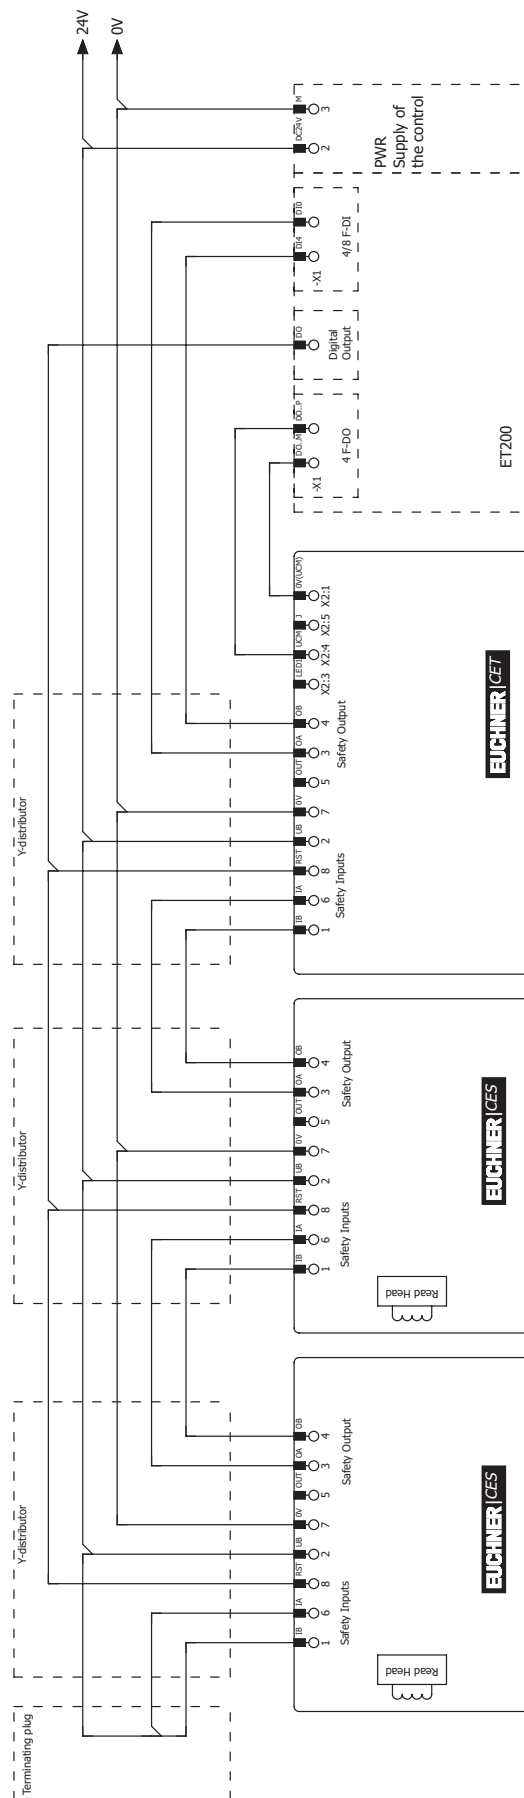 24V
0V
M
3
DC24V
2
PWR
Supply of
the control
DI0
DI4
-X1
4/8 F-DI
DO
Digital
Output
DO..P
DO..M
-X1
4 F-DO
ET200
0V(UCM)
X2:1
J
X2:5
UCM
X2:4
LED1
X2:3
OB
4
OA
3
Safety Output
OUT
5
0V
7
UB
2
RST
8
IA
6
IB
1
Safety Inputs
EUCHNER|CET
Y-distributor
OB
4
OA
3
Safety Output
OUT
5
0V
7
UB
2
RST
8
IA
6
IB
1
Safety Inputs
EUCHNER|CES
Read Head
Y-distributor
OB
4
OA
3
Safety Output
OUT
5
0V
7
UB
2
RST
8
IA
6
IB
1
Safety Inputs
EUCHNER|CES
Read Head
Y-distributor
Terminating plug